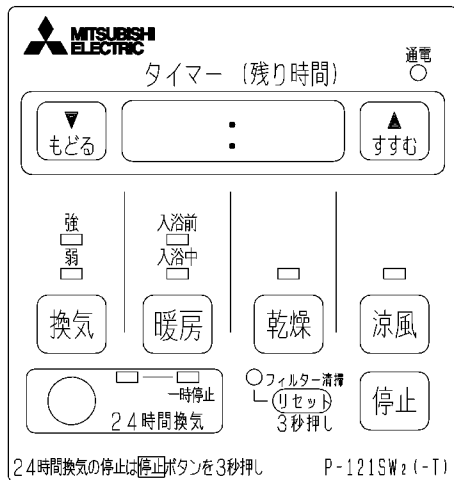 MITSUBISHI
ELECTRIC
タイマー (残り時間)
通電
▼
もどる
:
▲
すすむ
強
弱
入浴前
入浴中
換気
暖房
乾燥
涼風
一時停止
24時間換気
フィルター清掃
リセット
3秒押し
停止
24時間換気の停止は停止ボタンを3秒押し
P-121SW₂(-T)